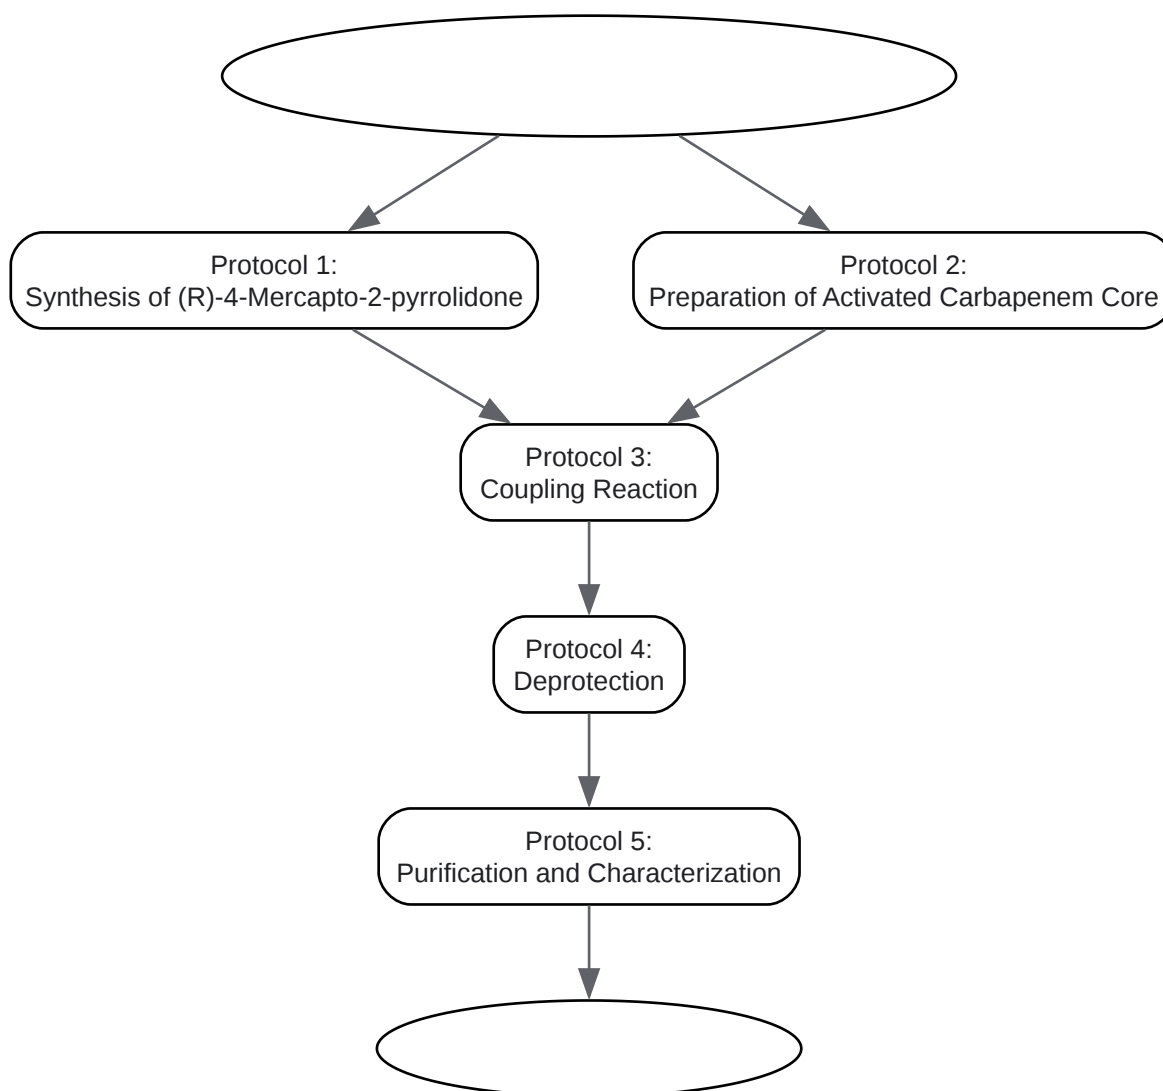 Protocol 1:
Synthesis of (R)-4-Mercapto-2-pyrrolidone
Protocol 2:
Preparation of Activated Carbapenem Core
Protocol 3:
Coupling Reaction
Protocol 4:
Deprotection
Protocol 5:
Purification and Characterization